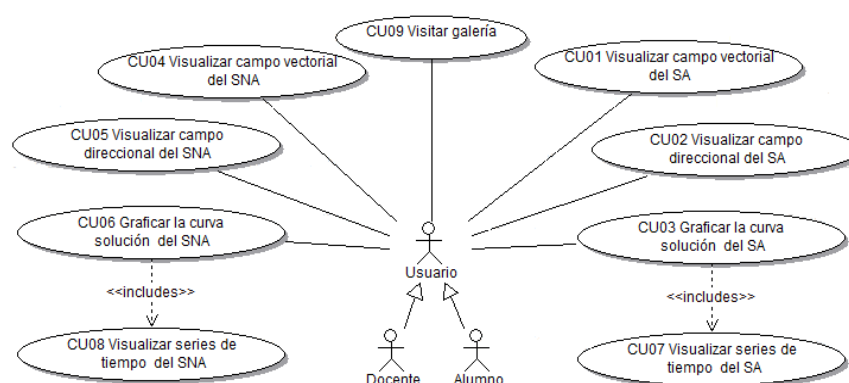 CU09 Visitar galería
CU04 Visualizar campo vectorial
del SNA
CU01 Visualizar campo vectorial
del SA
CU05 Visualizar campo
direccional del SNA
CU02 Visualizar campo
direccional del SA
CU06 Graficar la curva
solución del SNA
CU03 Graficar la curva
solución del SA
Usuario
<<includes>>
<<includes>>
CU08 Visualizar series de
tiempo del SNA
CU07 Visualizar series de
tiempo del SA
Docente
Alumno